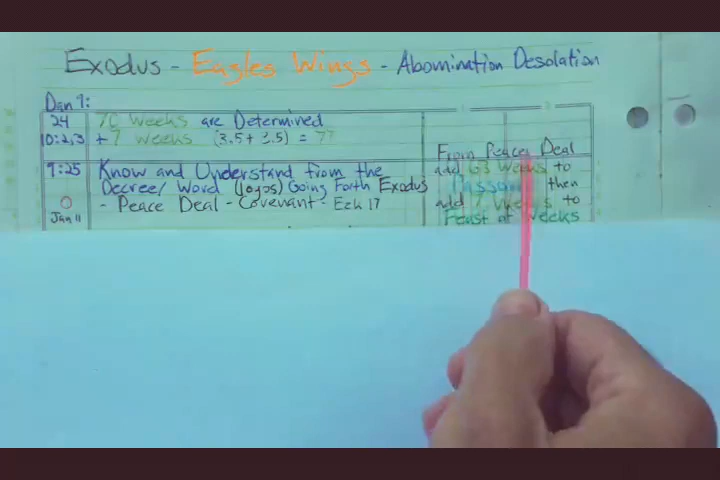 Exodus - Eagles Wings - Abomination Desolation
Dan 9:
24 70 Weeks are Determined
10:2,3 + 7 Weeks (3.5 + 3.5) = 77
From Peace Deal
9:25 Know and Understand from the
add 63 Weeks to
Decree/Word (logos) Going Forth Exodus
Passover then
- Peace Deal - Covenant - Ezk 17
add 7 Weeks to
Jan 11
Feast of Weeks